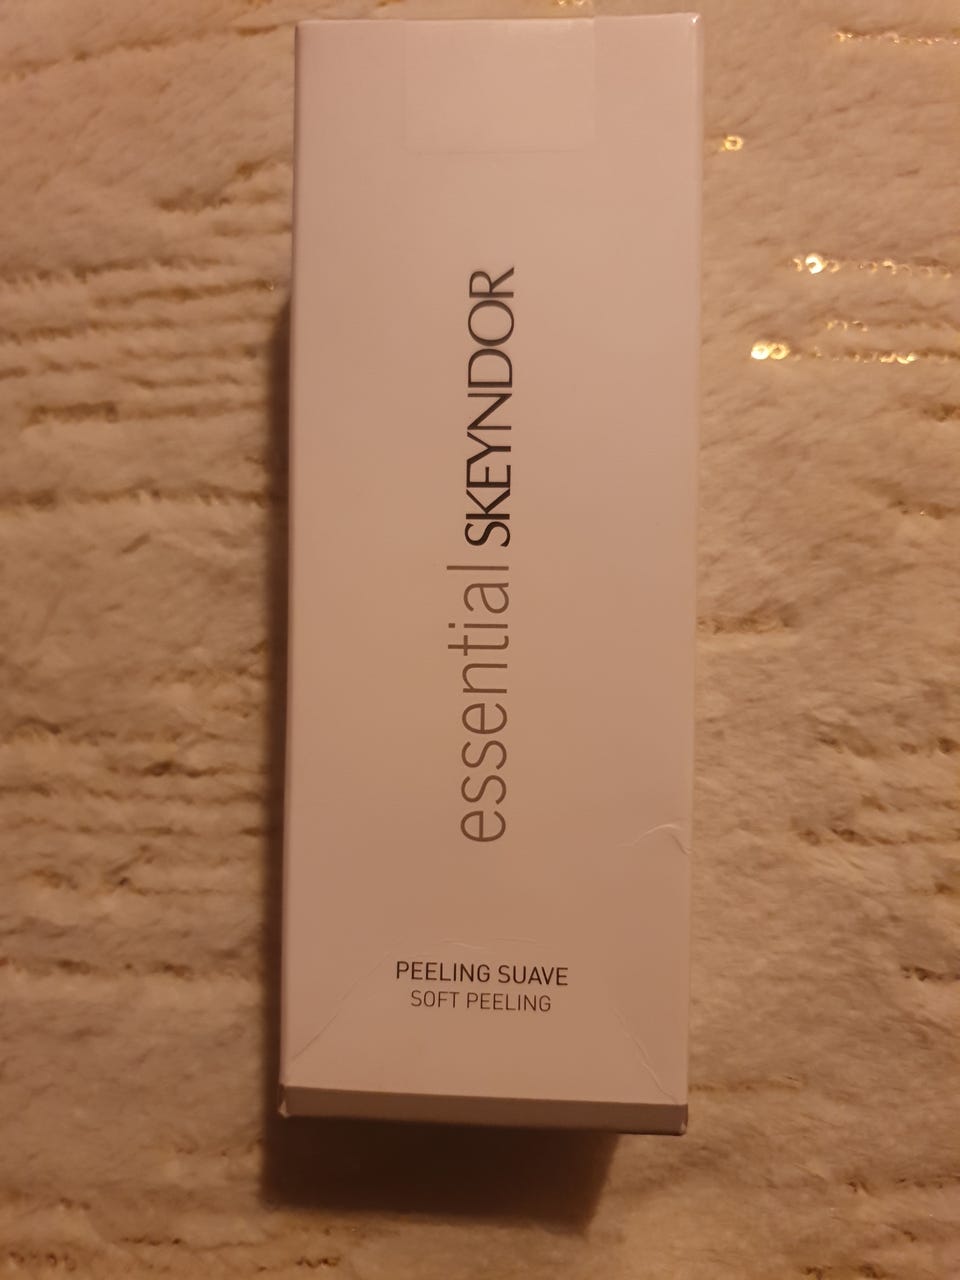 essential SKEYNDOR
PEELING SUAVE
SOFT PEELING